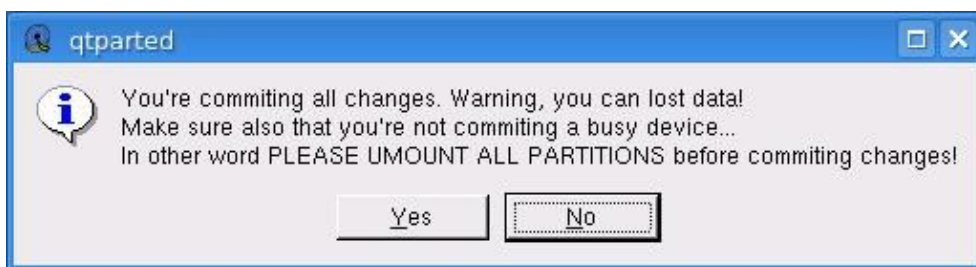 qtparted
You're commiting all changes. Warning, you can lost data!
Make sure also that you're not commiting a busy device...
In other word PLEASE UMOUNT ALL PARTITIONS before commiting changes!
Yes No